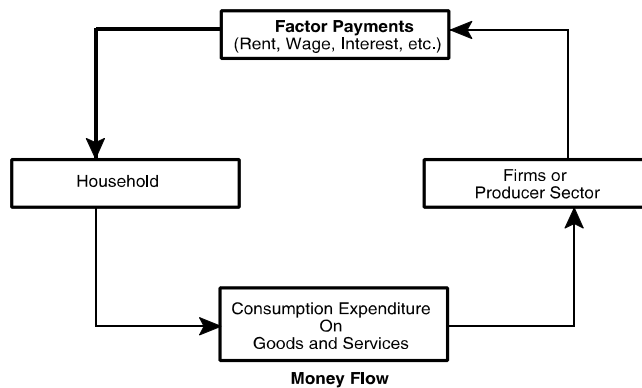 Factor Payments
(Rent, Wage, Interest, etc.)
Household
Firms or
Producer Sector
Consumption Expenditure
On
Goods and Services
Money Flow